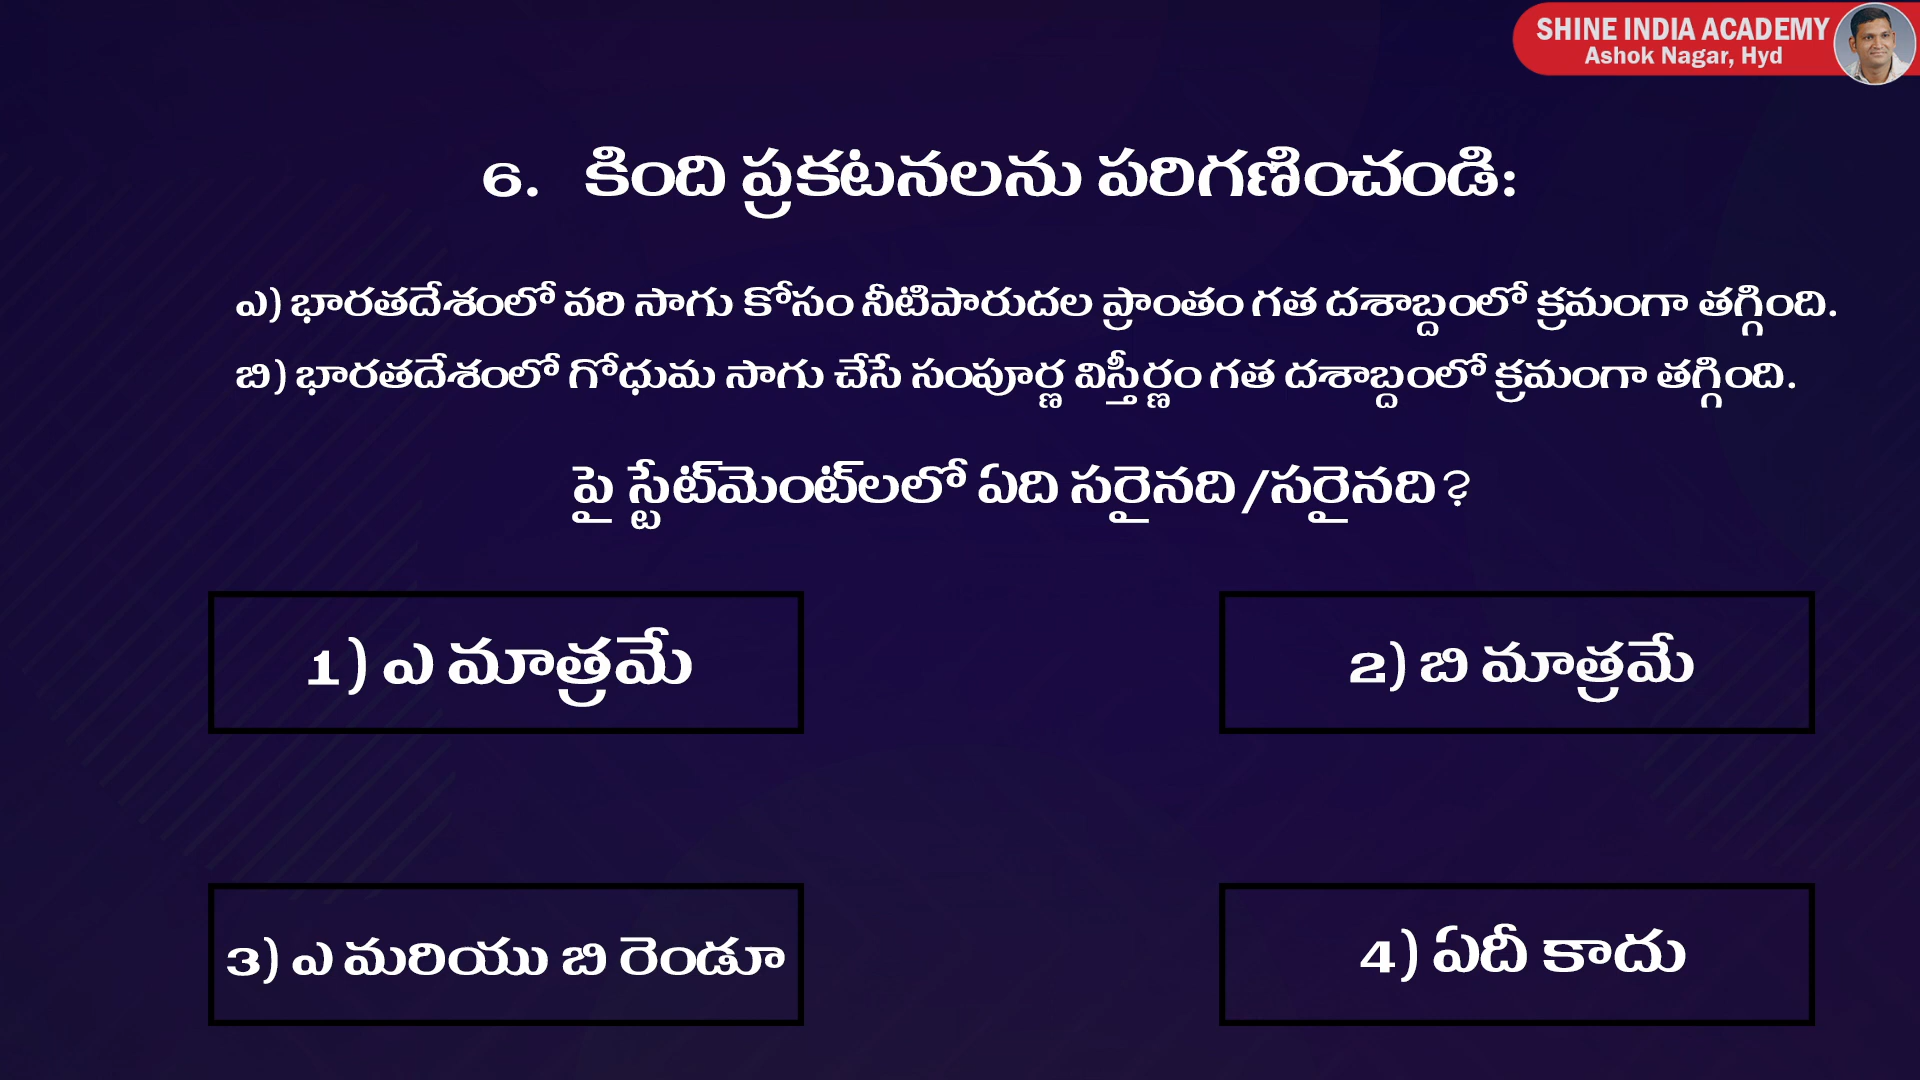 SHINE INDIA ACADEMY
Ashok Nagar, Hyd
6. కింది ప్రకటనలను పరిగణించండి:
ఎ) భారతదేశంలో వరి సాగు కోసం నీటిపారుదల ప్రాంతం గత దశాబ్దంలో క్రమంగా తగ్గింది.
బి) భారతదేశంలో గోధుమ సాగు చేసే సంపూర్ణ విస్తీర్ణం గత దశాబ్దంలో క్రమంగా తగ్గింది.
పై స్టేట్‌మెంట్‌లలో ఏది సరైనది/సరైనది?
1) ఎ మాత్రమే
2) బి మాత్రమే
3) ఎ మరియు బి రెండూ
4) ఏదీ కాదు